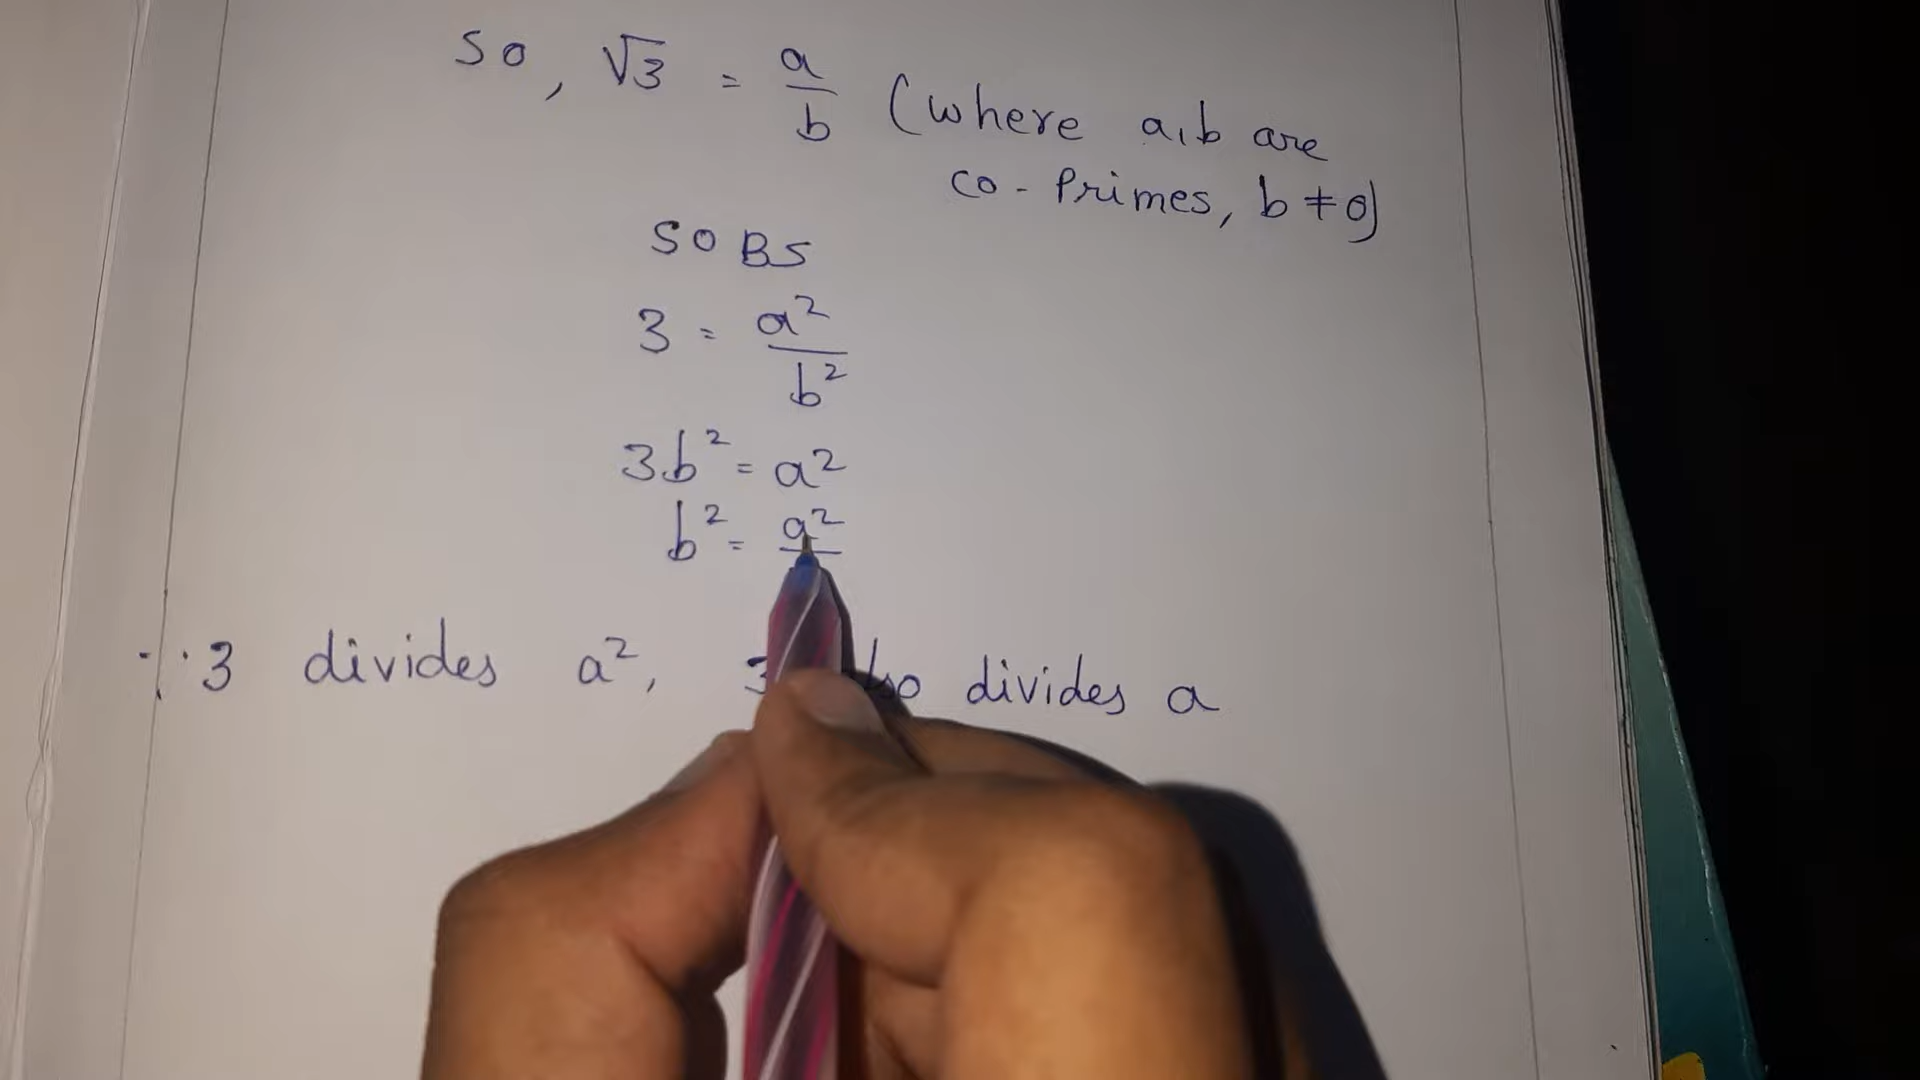 So, √3 = a/b (where a, b are
co-Primes, b ≠ 0)
SOBS
3 = a²/b²
3b² = a²
b² = a²
∵ 3 divides a², 3 divides a